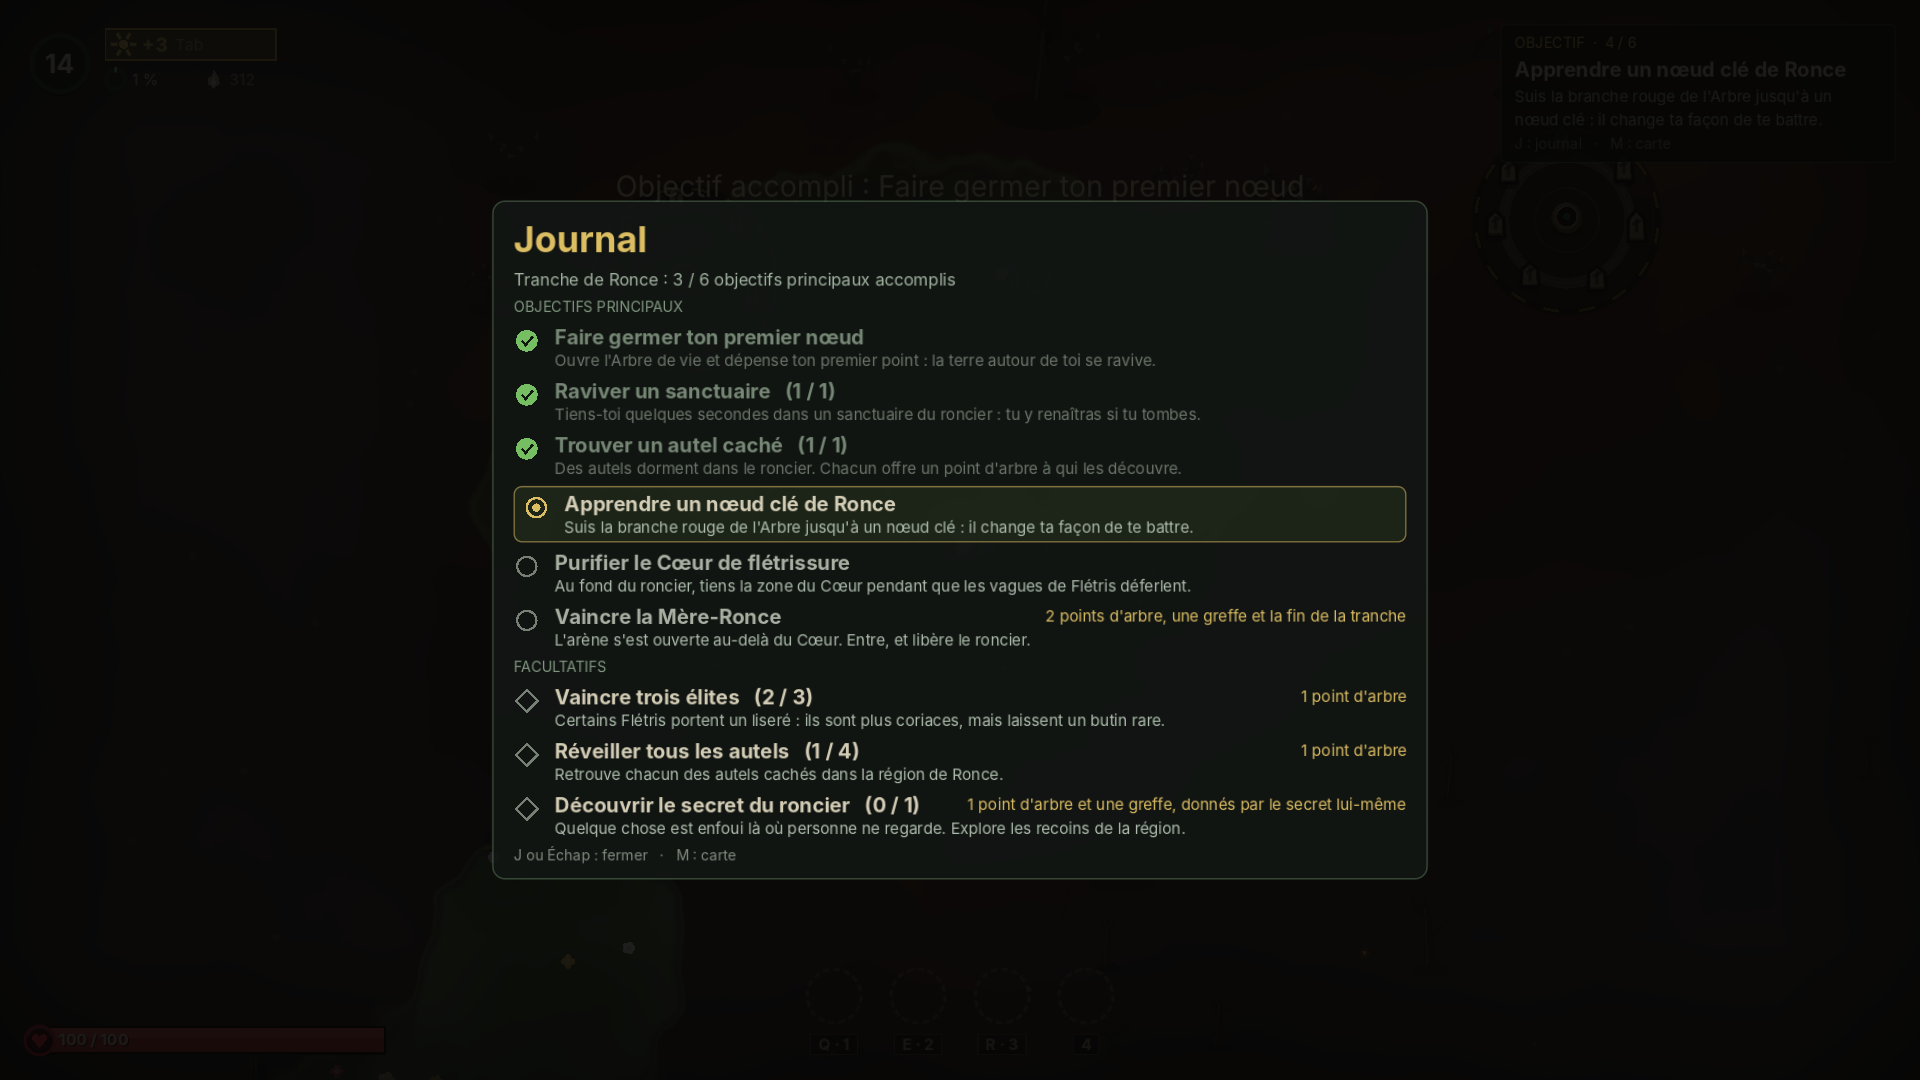 14
+3 Tab
1 %
312
OBJECTIF · 4 / 6
Apprendre un nœud clé de Ronce
Suis la branche rouge de l'Arbre jusqu'à un
nœud clé : il change ta façon de te battre.
J : journal · M : carte
Objectif accompli : Faire germer ton premier nœud
Journal
Tranche de Ronce : 3 / 6 objectifs principaux accomplis
OBJECTIFS PRINCIPAUX
Faire germer ton premier nœud
Ouvre l'Arbre de vie et dépense ton premier point : la terre autour de toi se ravive.
Raviver un sanctuaire (1 / 1)
Tiens-toi quelques secondes dans un sanctuaire du roncier : tu y renaîtras si tu tombes.
Trouver un autel caché (1 / 1)
Des autels dorment dans le roncier. Chacun offre un point d'arbre à qui les découvre.
Apprendre un nœud clé de Ronce
Suis la branche rouge de l'Arbre jusqu'à un nœud clé : il change ta façon de te battre.
Purifier le Cœur de flétrissure
Au fond du roncier, tiens la zone du Cœur pendant que les vagues de Flétris déferlent.
Vaincre la Mère-Ronce 2 points d'arbre, une greffe et la fin de la tranche
L'arène s'est ouverte au-delà du Cœur. Entre, et libère le roncier.
FACULTATIFS
Vaincre trois élites (2 / 3) 1 point d'arbre
Certains Flétris portent un liseré : ils sont plus coriaces, mais laissent un butin rare.
Réveiller tous les autels (1 / 4) 1 point d'arbre
Retrouve chacun des autels cachés dans la région de Ronce.
Découvrir le secret du roncier (0 / 1) 1 point d'arbre et une greffe, donnés par le secret lui-même
Quelque chose est enfoui là où personne ne regarde. Explore les recoins de la région.
J ou Échap : fermer · M : carte
100 / 100
Q · 1 E · 2 R · 3 4